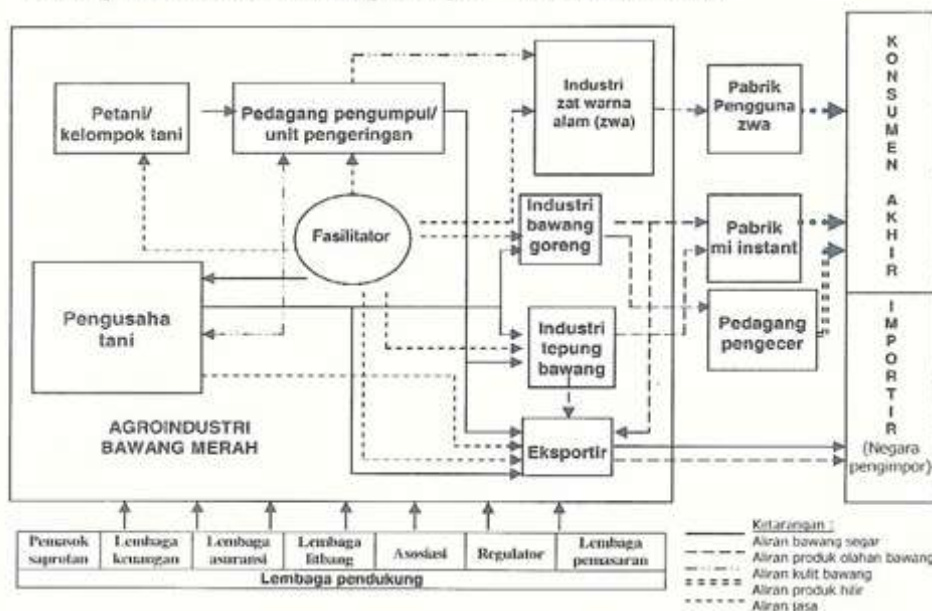 Petani/
kelompok tani
Pedagang pengumpul/
unit pengeringan
Industri
zat warna
alam (zwa)
Pabrik
Pengguna
zwa
KONSUMEN AKHIR
Fasilitator
Industri
bawang
goreng
Pabrik
mi instant
Pengusaha
tani
Industri
tepung
bawang
Pedagang
pengecer
IMPORTIR
(Negara
pengimpor)
AGROINDUSTRI
BAWANG MERAH
Eksportir
Pemasok
saprotan
Lembaga
keuangan
Lembaga
asuransi
Lembaga
litbang
Asosiasi
Regulator
Lembaga
pemasaran
Lembaga pendukung
Keterangan :
Aliran bawang segar
Aliran produk olahan bawang
Aliran kulit bawang
Aliran produk hilir
Aliran jasa